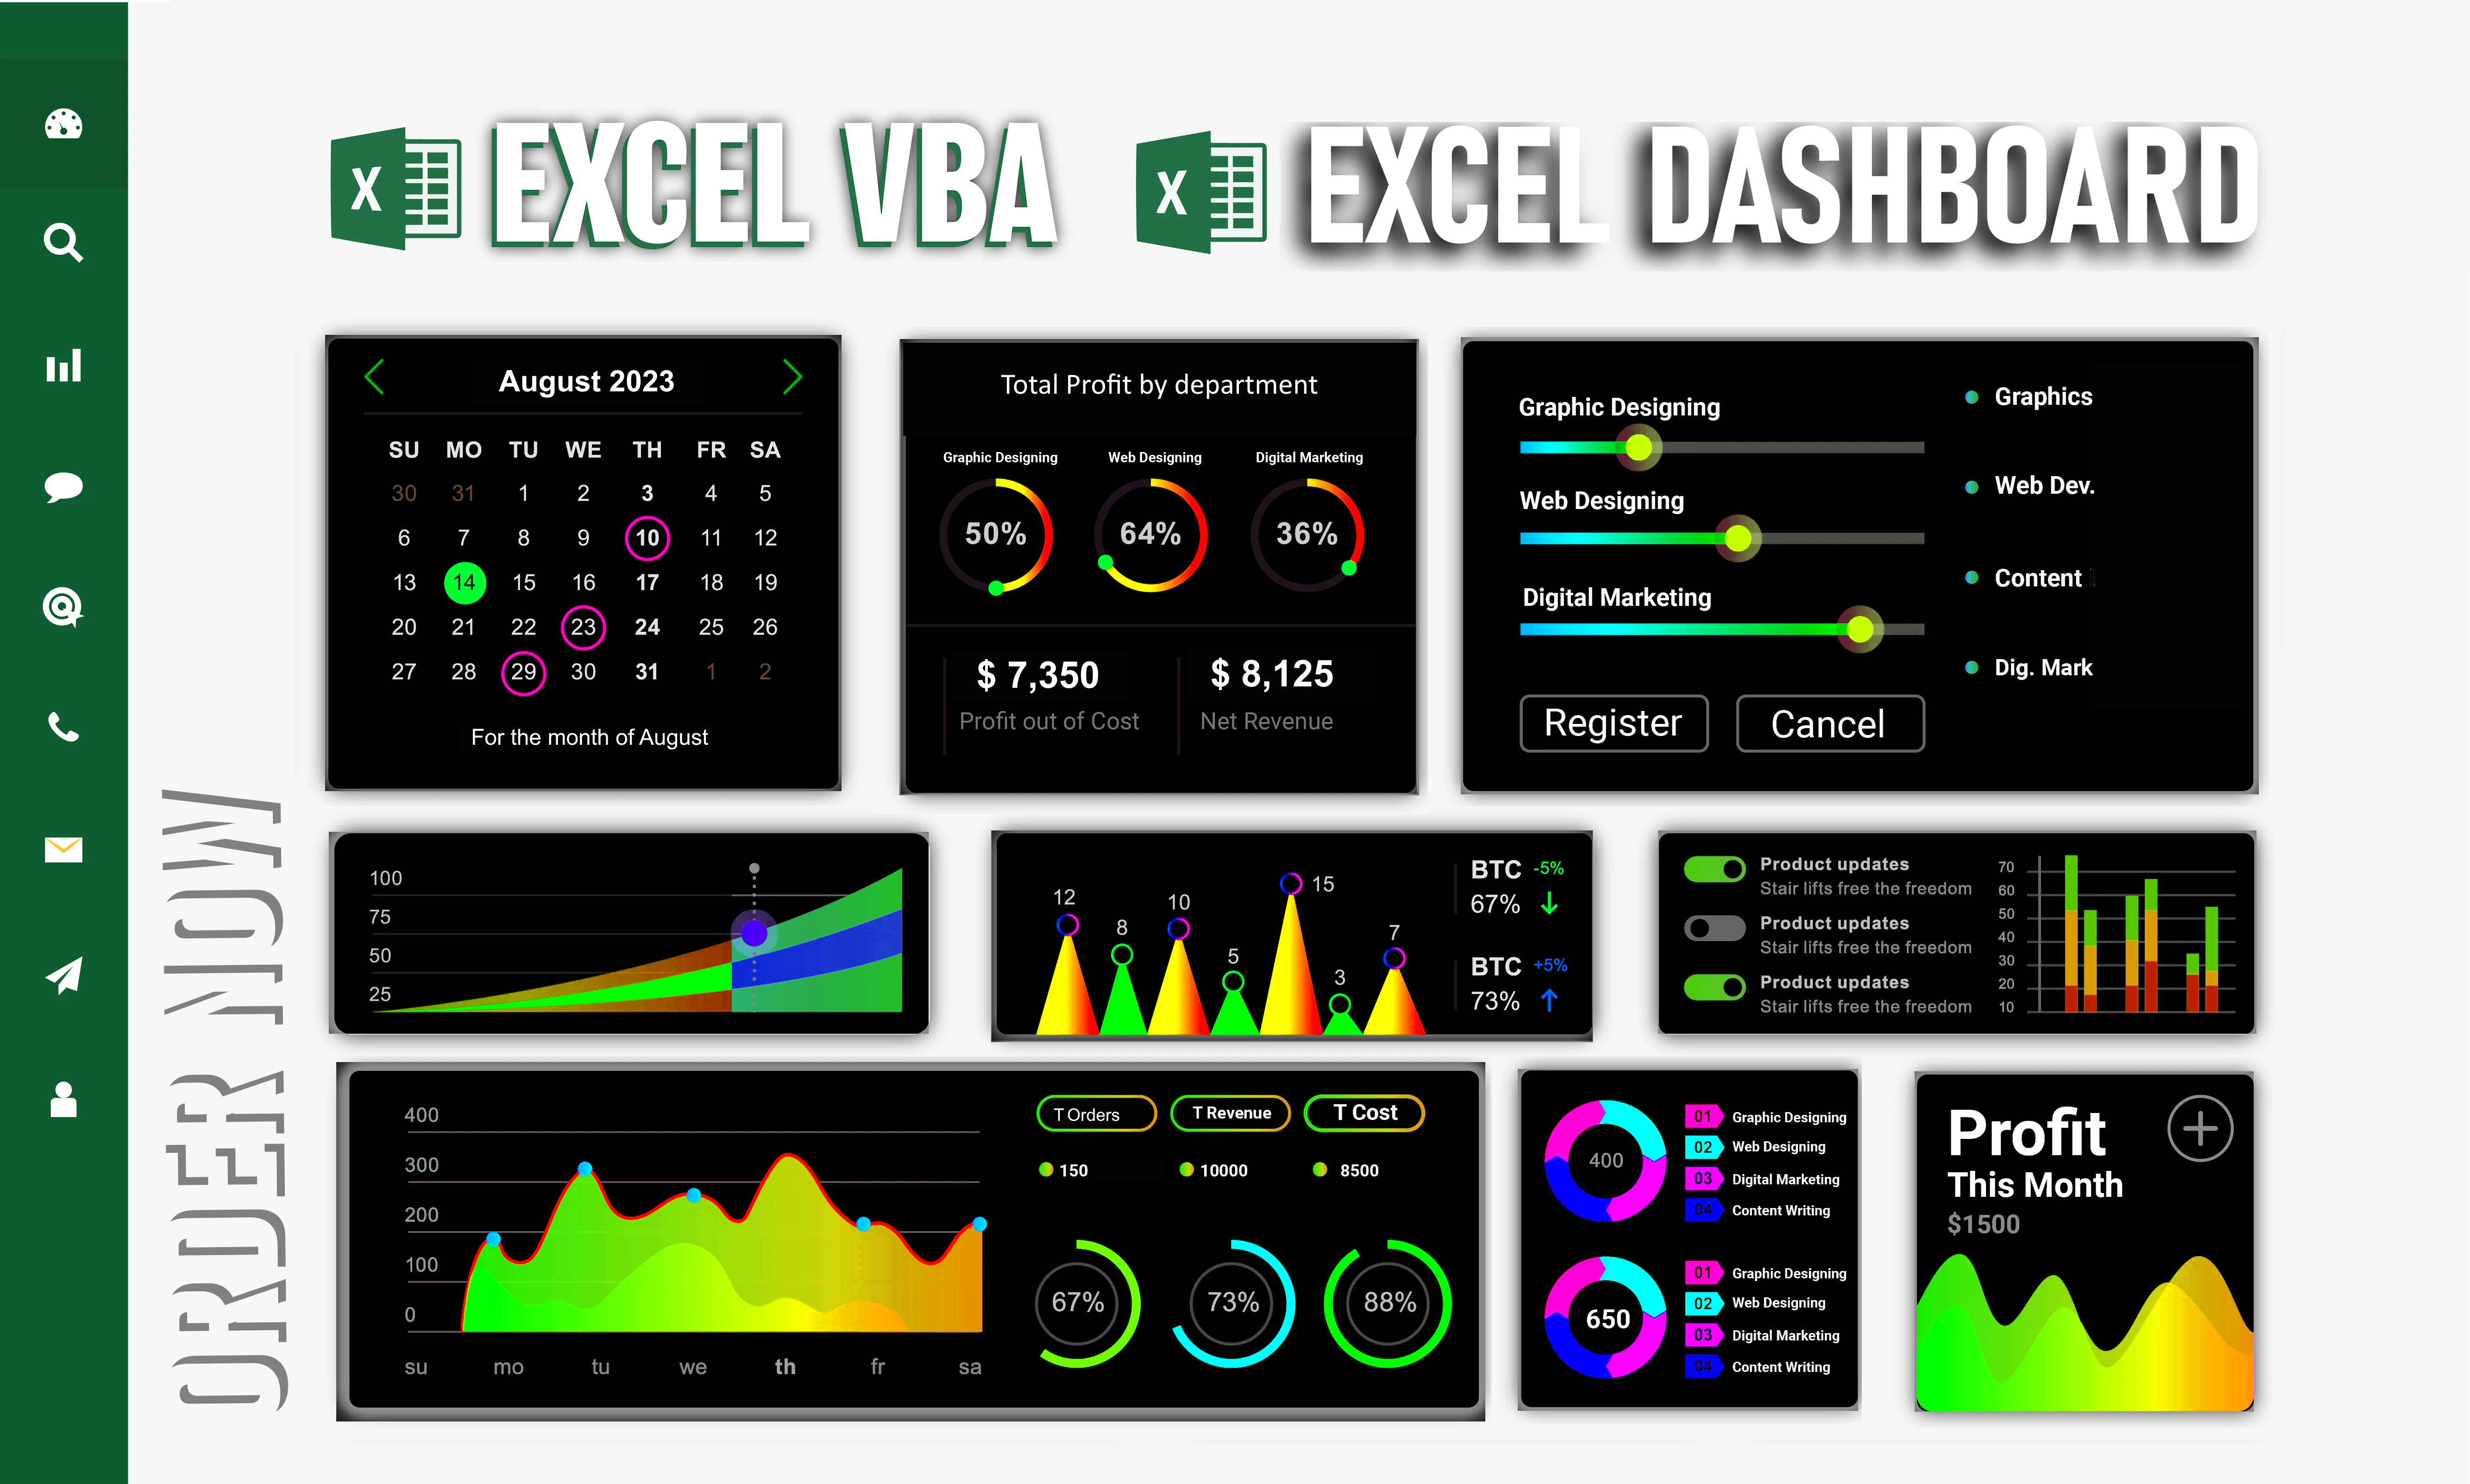 X EXCEL VBA
X EXCEL DASHBOARD
ORDER NOW
August 2023
SU MO TU WE TH FR SA
30 31 1 2 3 4 5
6 7 8 9 10 11 12
13 14 15 16 17 18 19
20 21 22 23 24 25 26
27 28 29 30 31 1 2
For the month of August
Total Profit by department
Graphic Designing Web Designing Digital Marketing
50% 64% 36%
$ 7,350 $ 8,125
Profit out of Cost Net Revenue
Graphic Designing
Web Designing
Digital Marketing
Register Cancel
Graphics
Web Dev.
Content
Dig. Mark
100
75
50
25
12 8 10 5 15 3 7
BTC -5%
67%
BTC +5%
73%
Product updates
Stair lifts free the freedom
Product updates
Stair lifts free the freedom
Product updates
Stair lifts free the freedom
70
60
50
40
30
20
10
400
300
200
100
0
su mo tu we th fr sa
T Orders T Revenue T Cost
150 10000 8500
67% 73% 88%
400
01 Graphic Designing
02 Web Designing
03 Digital Marketing
04 Content Writing
650
01 Graphic Designing
02 Web Designing
03 Digital Marketing
04 Content Writing
Profit
This Month
$1500